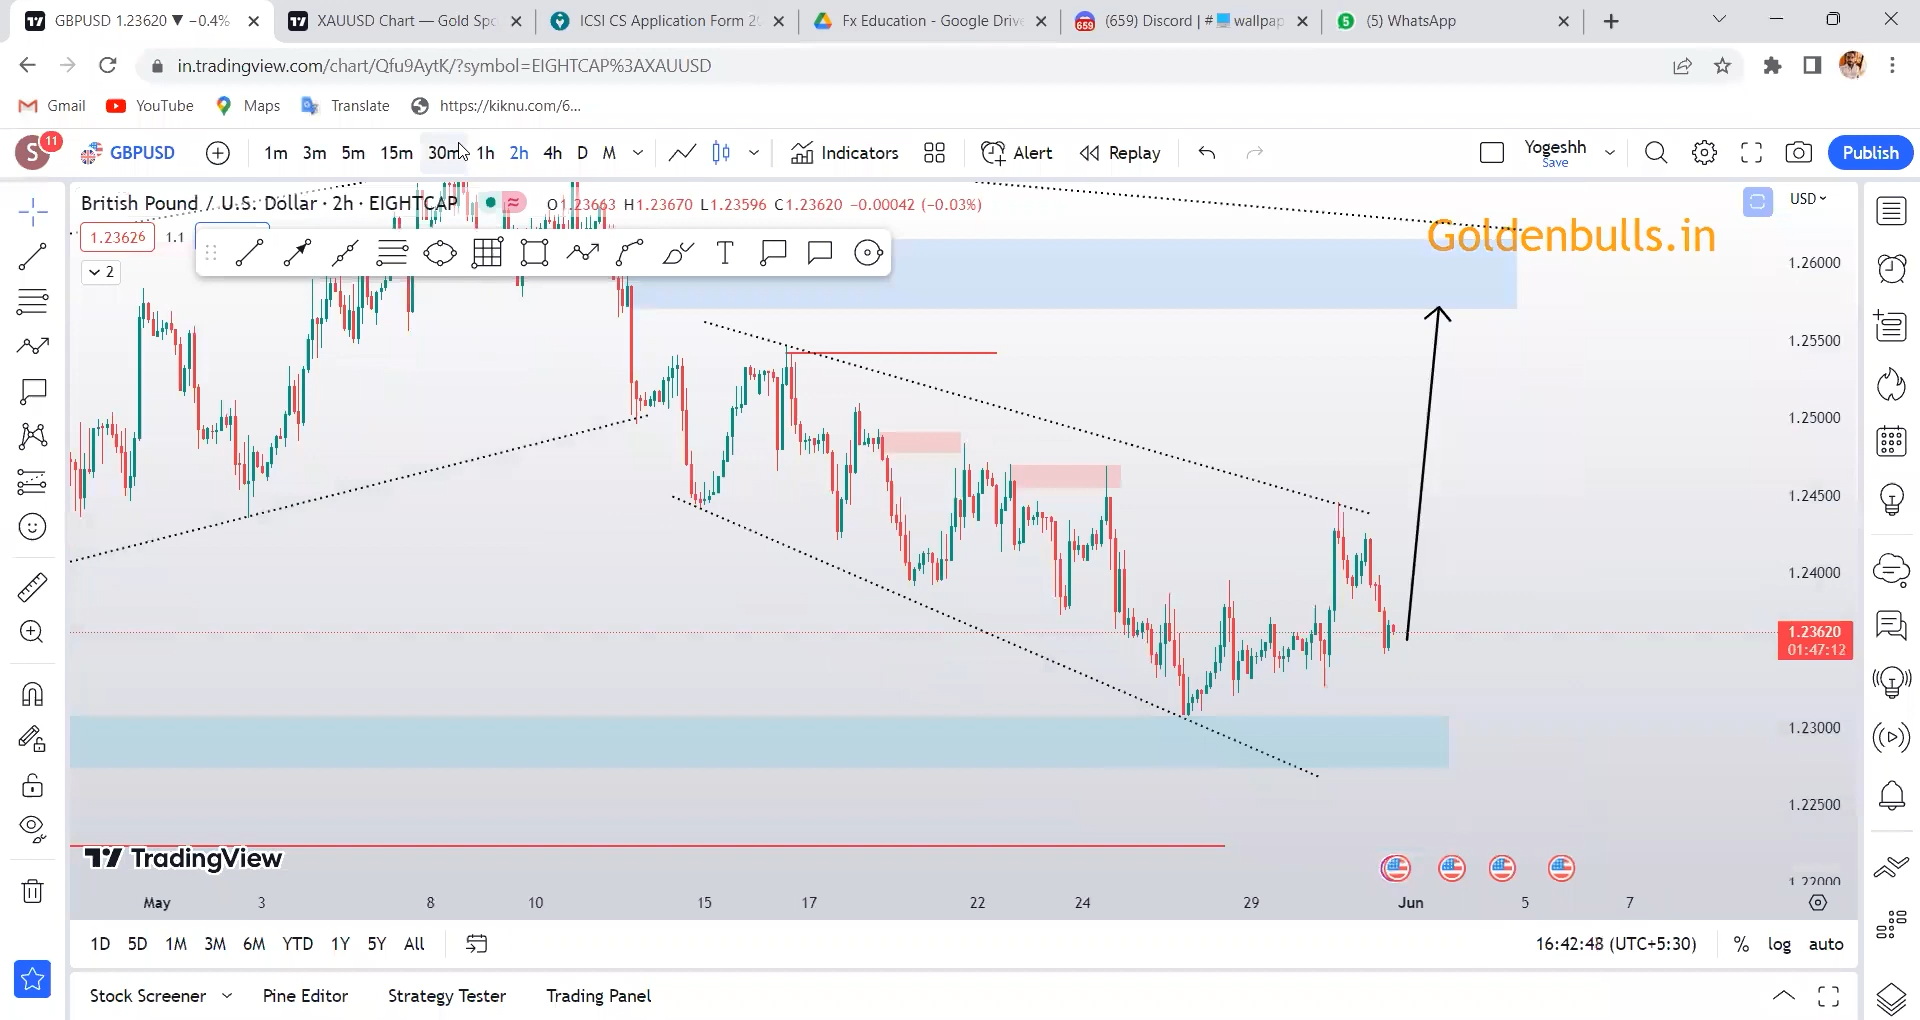 GBPUSD 1.23620 ▼ −0.4%
XAUUSD Chart — Gold Spo
ICSI CS Application Form 2
Fx Education - Google Drive
(659) Discord | #🖥️wallpap
(5) WhatsApp
in.tradingview.com/chart/Qfu9AytK/?symbol=EIGHTCAP%3AXAUUSD
Gmail YouTube Maps Translate https://kiknu.com/6...
S 11 GBPUSD 1m 3m 5m 15m 30m 1h 2h 4h D M Indicators Alert Replay Yogeshh Save Publish
British Pound / U.S. Dollar · 2h · EIGHTCAP O1.23663 H1.23670 L1.23596 C1.23620 −0.00042 (−0.03%) USD
1.23626 1.1
2
Goldenbulls.in
1.26000
1.25500
1.25000
1.24500
1.24000
1.23620
01:47:12
1.23000
1.22500
1.22000
TradingView
May 3 8 10 15 17 22 24 29 Jun 5 7
1D 5D 1M 3M 6M YTD 1Y 5Y All 16:42:48 (UTC+5:30) % log auto
Stock Screener Pine Editor Strategy Tester Trading Panel